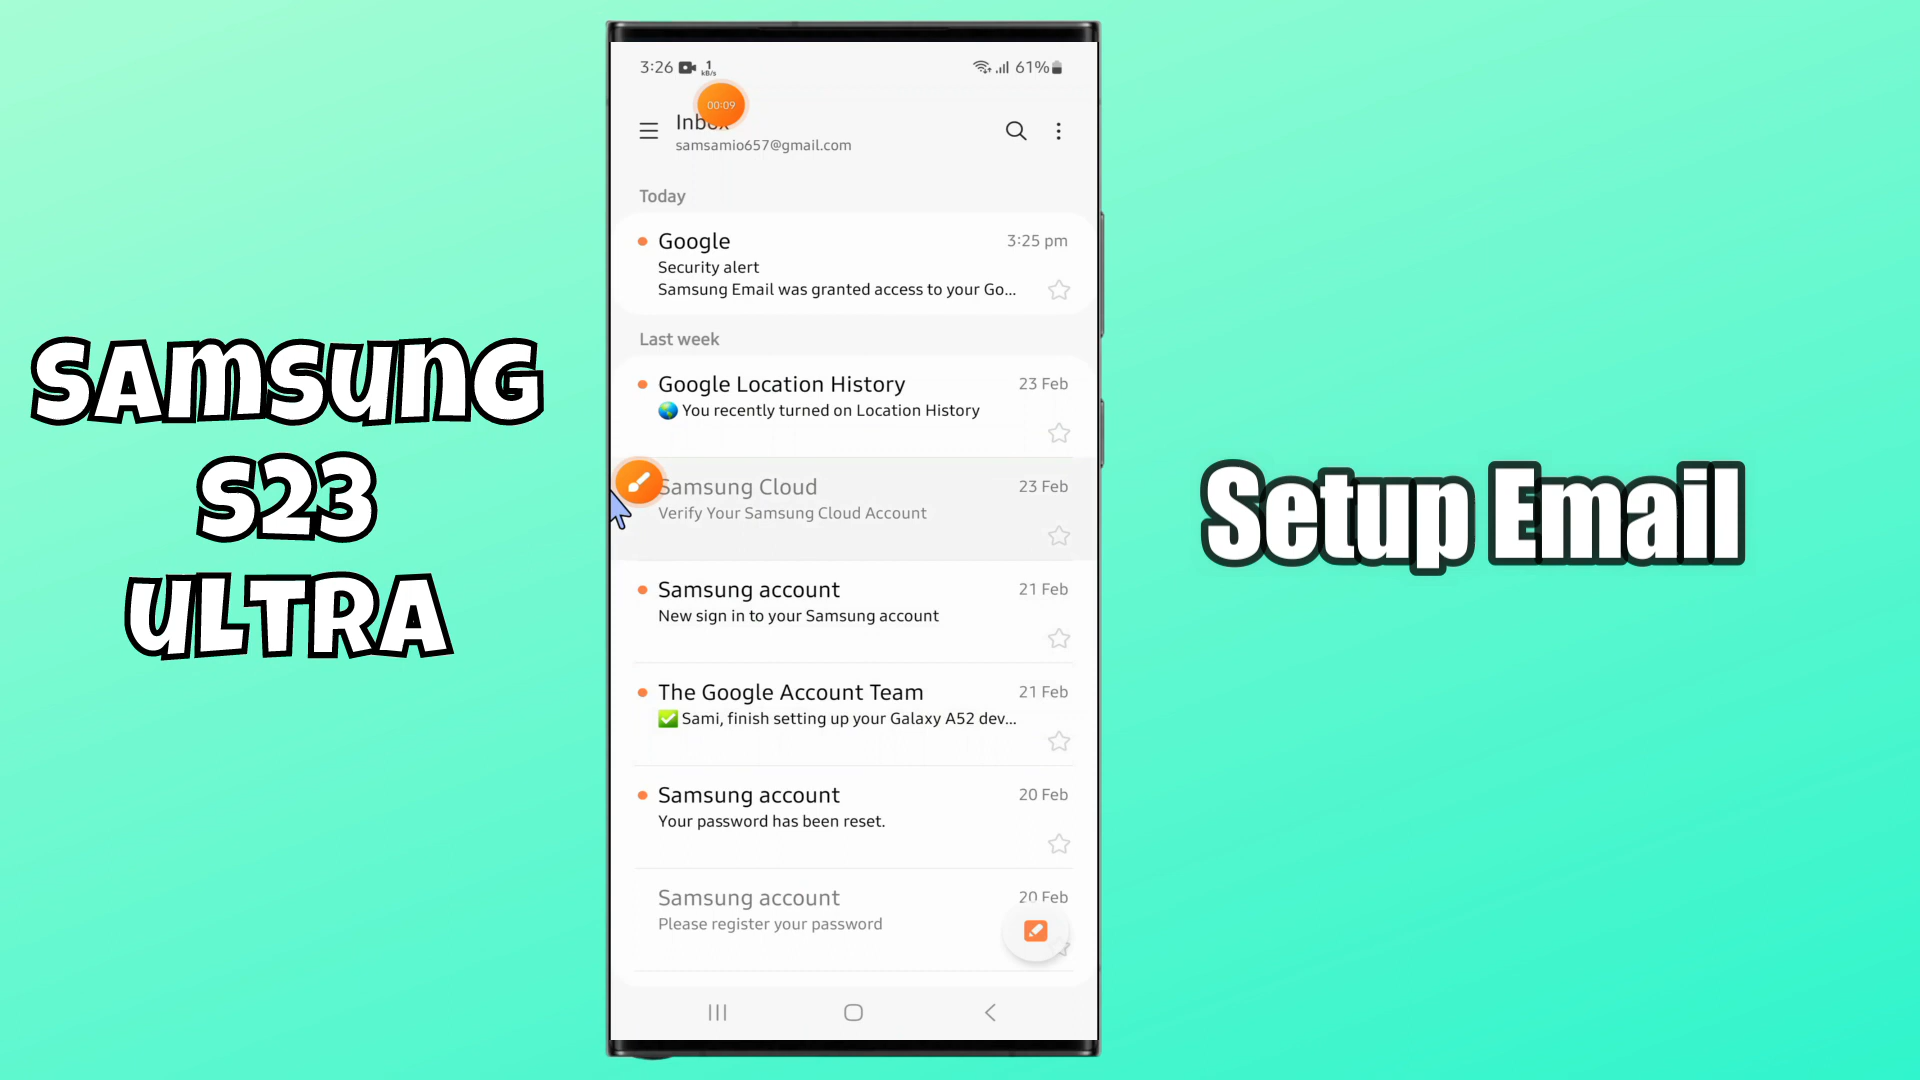 SAMSUNG
S23
ULTRA
3:26
1
kB/s
61%
00:09
Inbox
samsamio657@gmail.com
Today
Google
3:25 pm
Security alert
Samsung Email was granted access to your Go...
Last week
Google Location History
23 Feb
🌏 You recently turned on Location History
Samsung Cloud
23 Feb
Verify Your Samsung Cloud Account
Samsung account
21 Feb
New sign in to your Samsung account
The Google Account Team
21 Feb
✅ Sami, finish setting up your Galaxy A52 dev...
Samsung account
20 Feb
Your password has been reset.
Samsung account
20 Feb
Please register your password
Setup Email